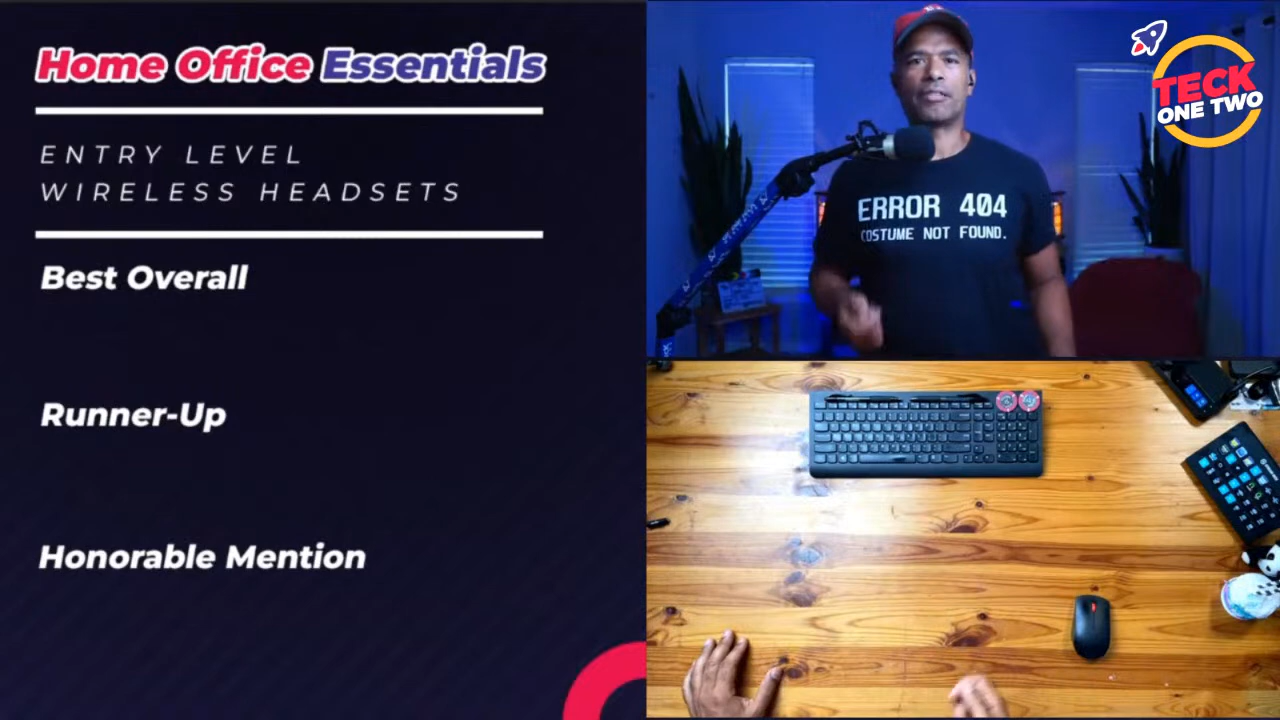 Home Office Essentials
ENTRY LEVEL
WIRELESS HEADSETS
Best Overall
Runner-Up
Honorable Mention
TECK
ONE TWO
ERROR 404
COSTUME NOT FOUND.